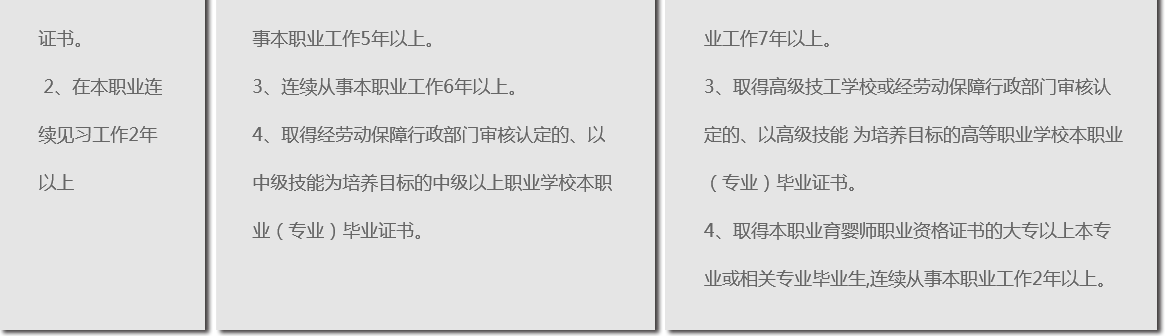 证书。
2、在本职业连
续见习工作2年
以上
事本职业工作5年以上。
3、连续从事本职业工作6年以上。
4、取得经劳动保障行政部门审核认定的、以
中级技能为培养目标的中级以上职业学校本职
业（专业）毕业证书。
业工作7年以上。
3、取得高级技工学校或经劳动保障行政部门审核认
定的、以高级技能 为培养目标的高等职业学校本职业
（专业）毕业证书。
4、取得本职业育婴师职业资格证书的大专以上本专
业或相关专业毕业生,连续从事本职业工作2年以上。